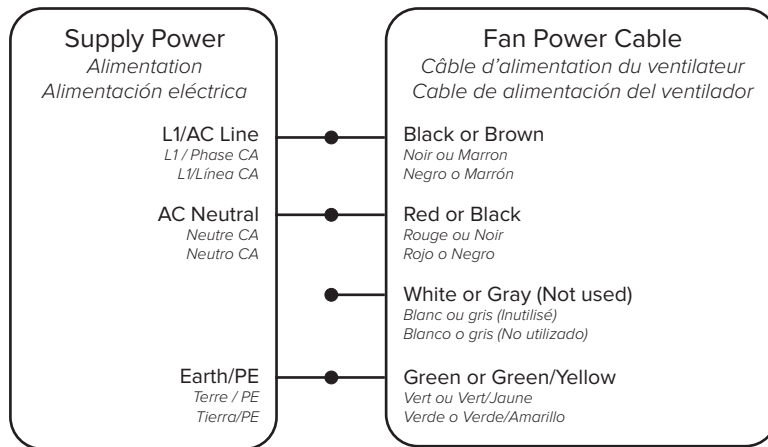 Supply Power
Alimentation
Alimentación eléctrica
L1/AC Line
L1 / Phase CA
L1/Línea CA
AC Neutral
Neutre CA
Neutro CA
Earth/PE
Terre / PE
Tierra/PE
Fan Power Cable
Câble d’alimentation du ventilateur
Cable de alimentación del ventilador
Black or Brown
Noir ou Marron
Negro o Marrón
Red or Black
Rouge ou Noir
Rojo o Negro
White or Gray (Not used)
Blanc ou gris (Inutilisé)
Blanco o gris (No utilizado)
Green or Green/Yellow
Vert ou Vert/Jaune
Verde o Verde/Amarillo